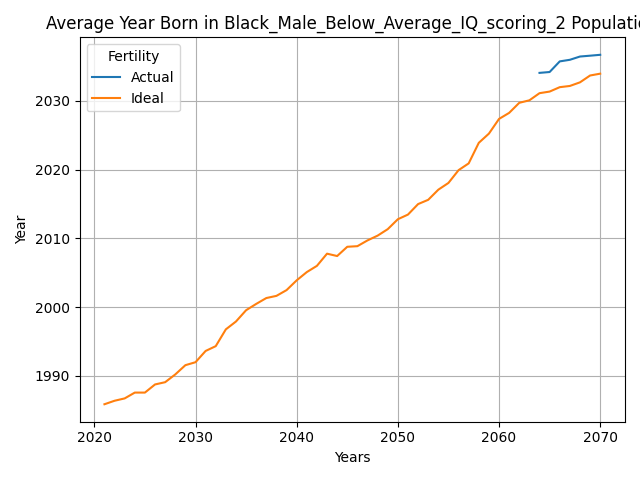 Average Year Born in Black_Male_Below_Average_IQ_scoring_2 Populatio
Fertility
Actual
Ideal
Year
2030
2020
2010
2000
1990
2020 2030 2040 2050 2060 2070
Years